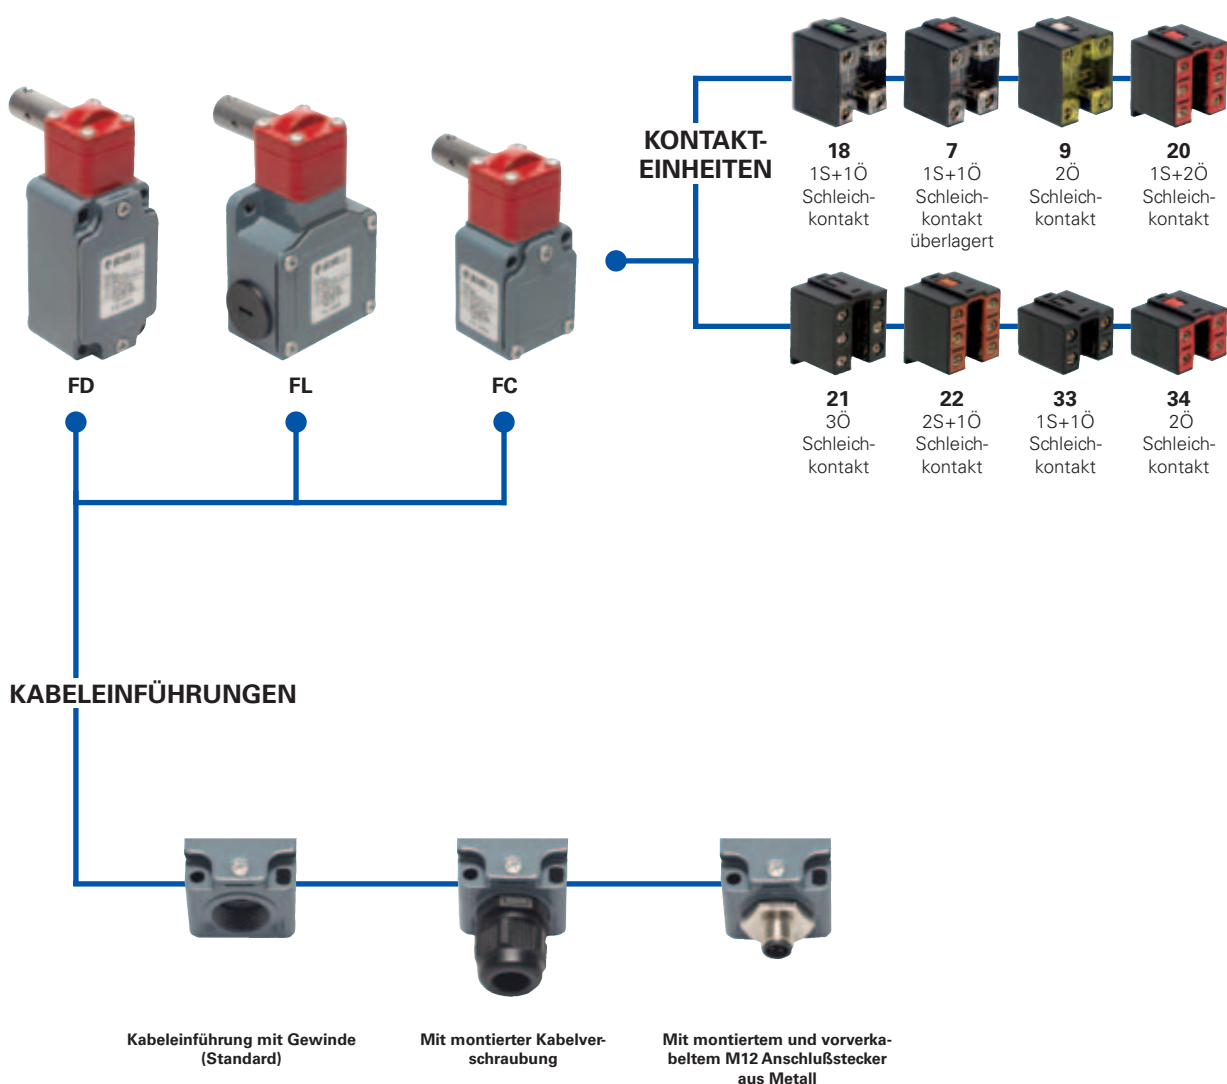 KONTAKT-
EINHEITEN
18
1S+1Ö
Schleich-
kontakt
7
1S+1Ö
Schleich-
kontakt
überlagert
9
2Ö
Schleich-
kontakt
20
1S+2Ö
Schleich-
kontakt
21
3Ö
Schleich-
kontakt
22
2S+1Ö
Schleich-
kontakt
33
1S+1Ö
Schleich-
kontakt
34
2Ö
Schleich-
kontakt
FD
FL
FC
KABELEINFÜHRUNGEN
Kabeleinführung mit Gewinde
(Standard)
Mit montierter Kabelver-
schraubung
Mit montiertem und vorverka-
beltem M12 Anschlußstecker
aus Metall